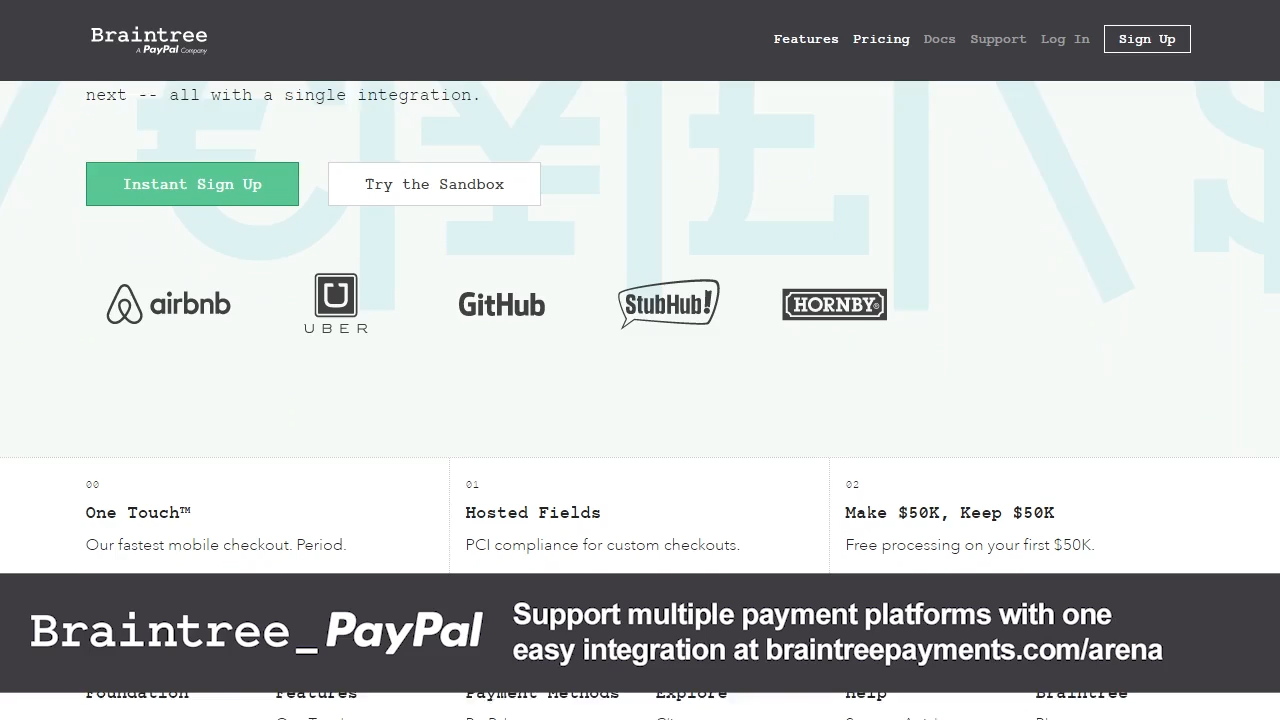 Braintree
A PayPal Company
Features Pricing Docs Support Log In Sign Up
next -- all with a single integration.
Instant Sign Up Try the Sandbox
airbnb
UBER
GitHub
StubHub!
HORNBY®
00
One Touch™
Our fastest mobile checkout. Period.
01
Hosted Fields
PCI compliance for custom checkouts.
02
Make $50K, Keep $50K
Free processing on your first $50K.
Braintree_PayPal
Support multiple payment platforms with one
easy integration at braintreepayments.com/arena
Foundation Features Payment Methods Explore Help Braintree